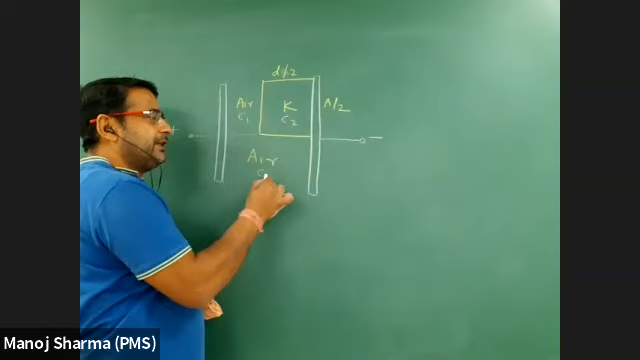 d/2
Air
C1
K
C2
A/2
+
−
Air
C
Manoj Sharma (PMS)